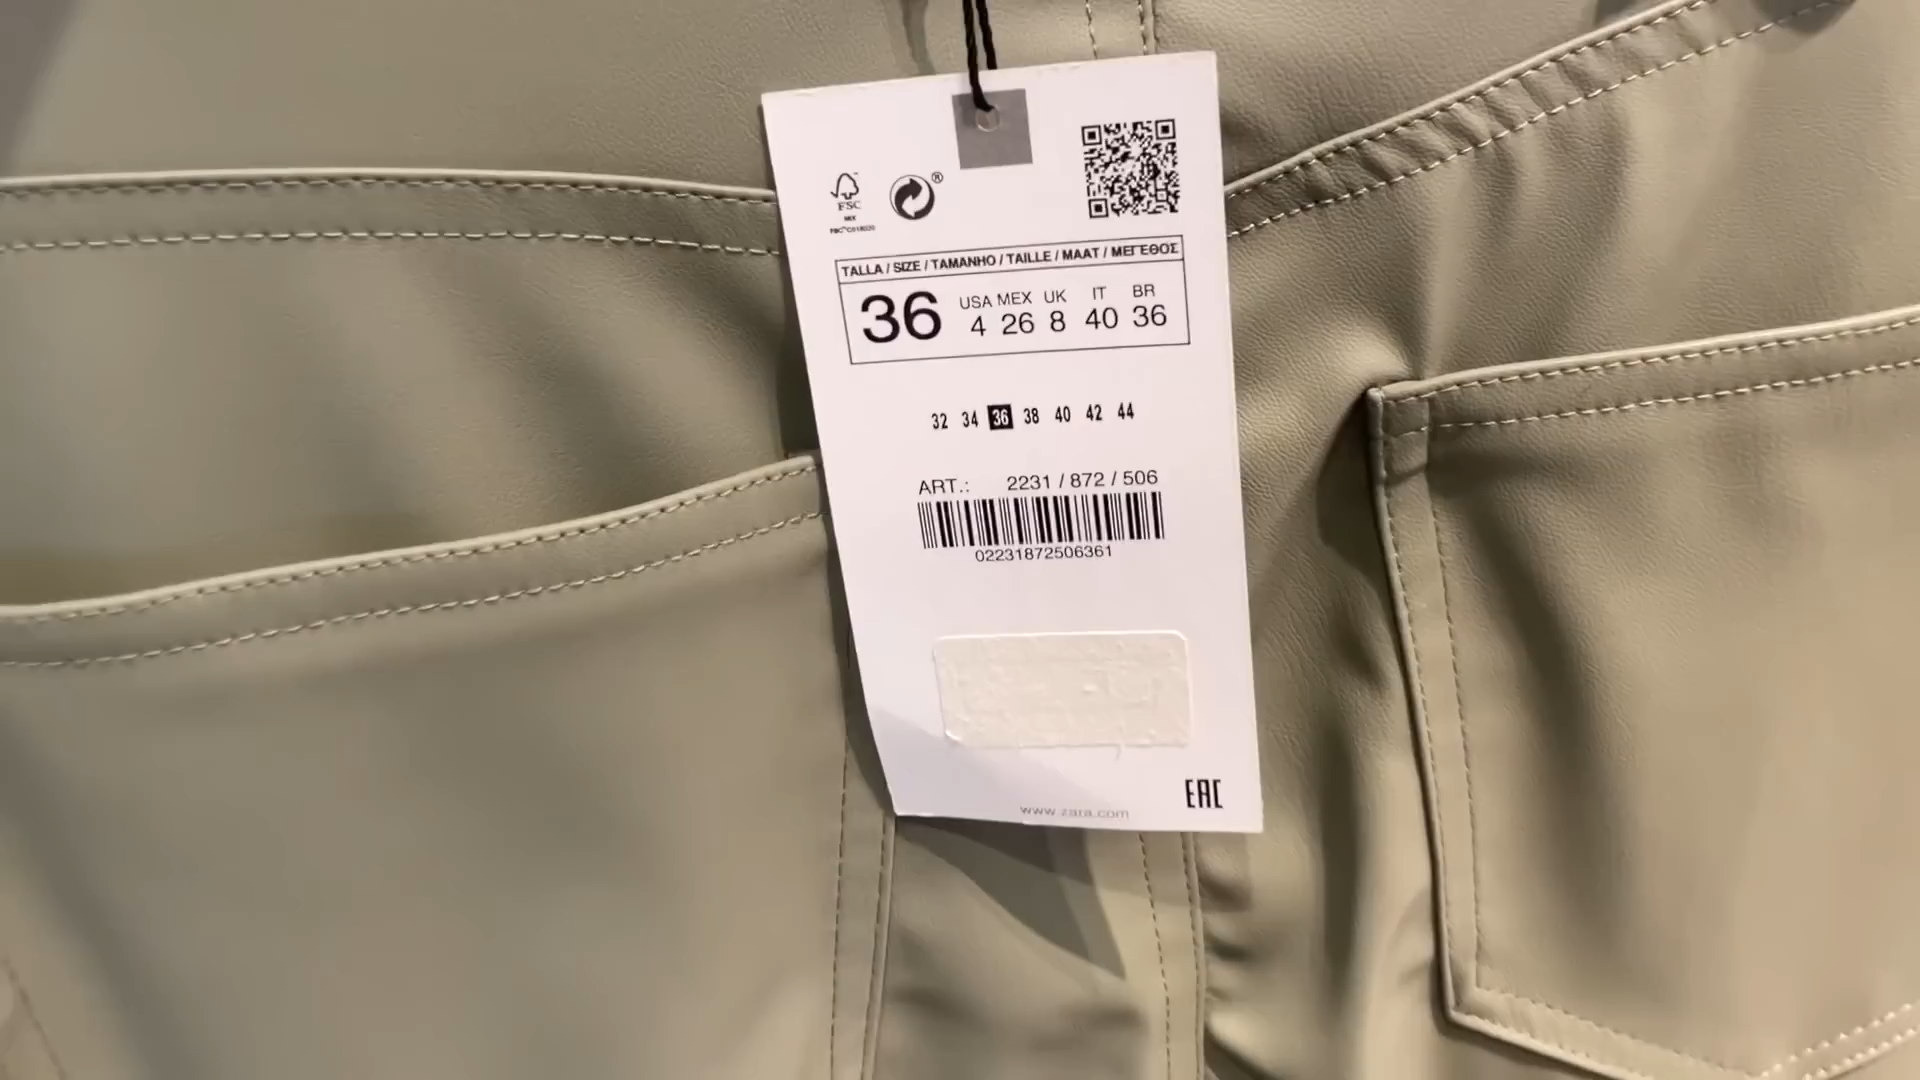 ®
FSC
MIX
TALLA / SIZE / TAMANHO / TAILLE / MAAT / ΜΕΓΕΘΟΣ
36
USA MEX UK IT BR
4 26 8 40 36
32 34 36 38 40 42 44
ART.: 2231 / 872 / 506
02231872506361
EAC
www.zara.com